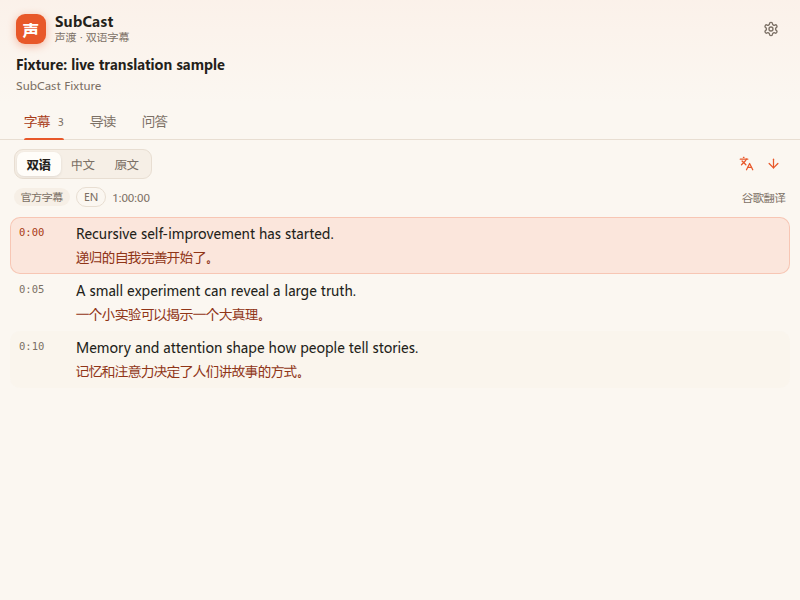 声
SubCast
声渡 · 双语字幕
Fixture: live translation sample
SubCast Fixture
字幕 3 导读 问答
双语 中文 原文
官方字幕 EN 1:00:00 谷歌翻译
0:00 Recursive self-improvement has started.
递归的自我完善开始了。
0:05 A small experiment can reveal a large truth.
一个小实验可以揭示一个大真理。
0:10 Memory and attention shape how people tell stories.
记忆和注意力决定了人们讲故事的方式。